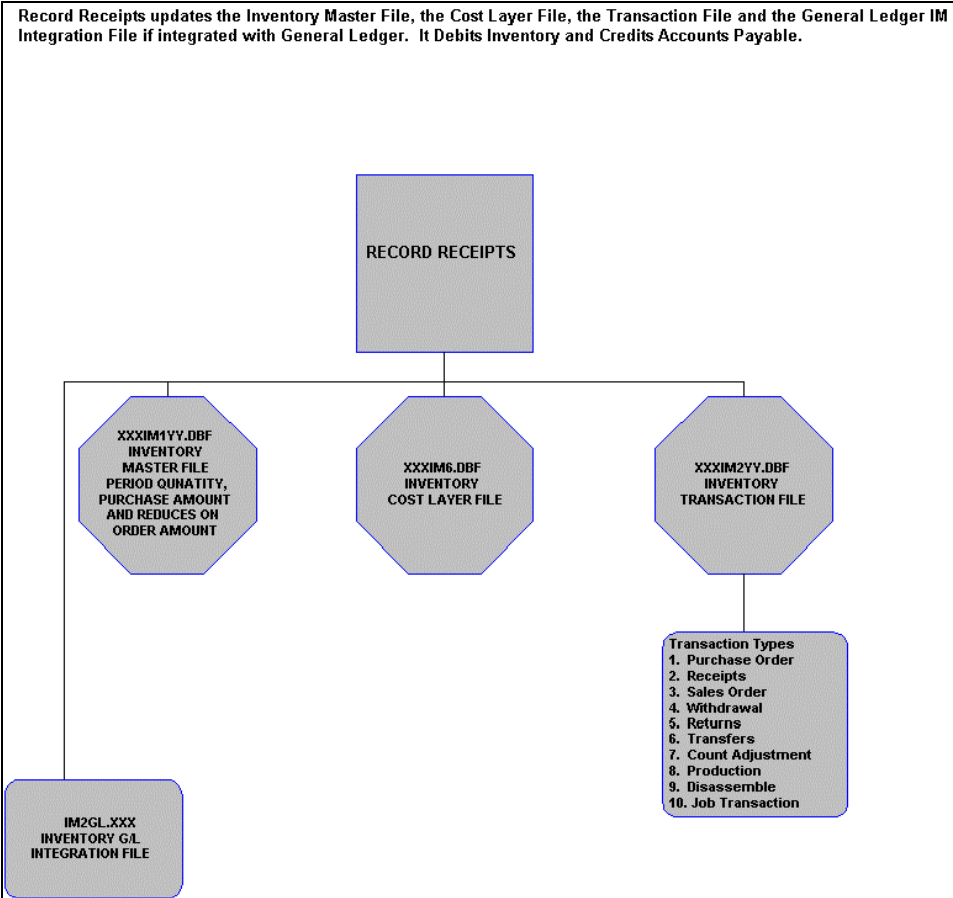 Record Receipts updates the Inventory Master File, the Cost Layer File, the Transaction File and the General Ledger IM
Integration File if integrated with General Ledger.  It Debits Inventory and Credits Accounts Payable.
RECORD RECEIPTS
XXXIM1YY.DBF
INVENTORY
MASTER FILE
PERIOD QUNATITY,
PURCHASE AMOUNT
AND REDUCES ON
ORDER AMOUNT
XXXIM6.DBF
INVENTORY
COST LAYER FILE
XXXIM2YY.DBF
INVENTORY
TRANSACTION FILE
Transaction Types
1.  Purchase Order
2.  Receipts
3.  Sales Order
4.  Withdrawal
5.  Returns
6.  Transfers
7.  Count Adjustment
8.  Production
9.  Disassemble
10. Job Transaction
IM2GL.XXX
INVENTORY G/L
INTEGRATION FILE